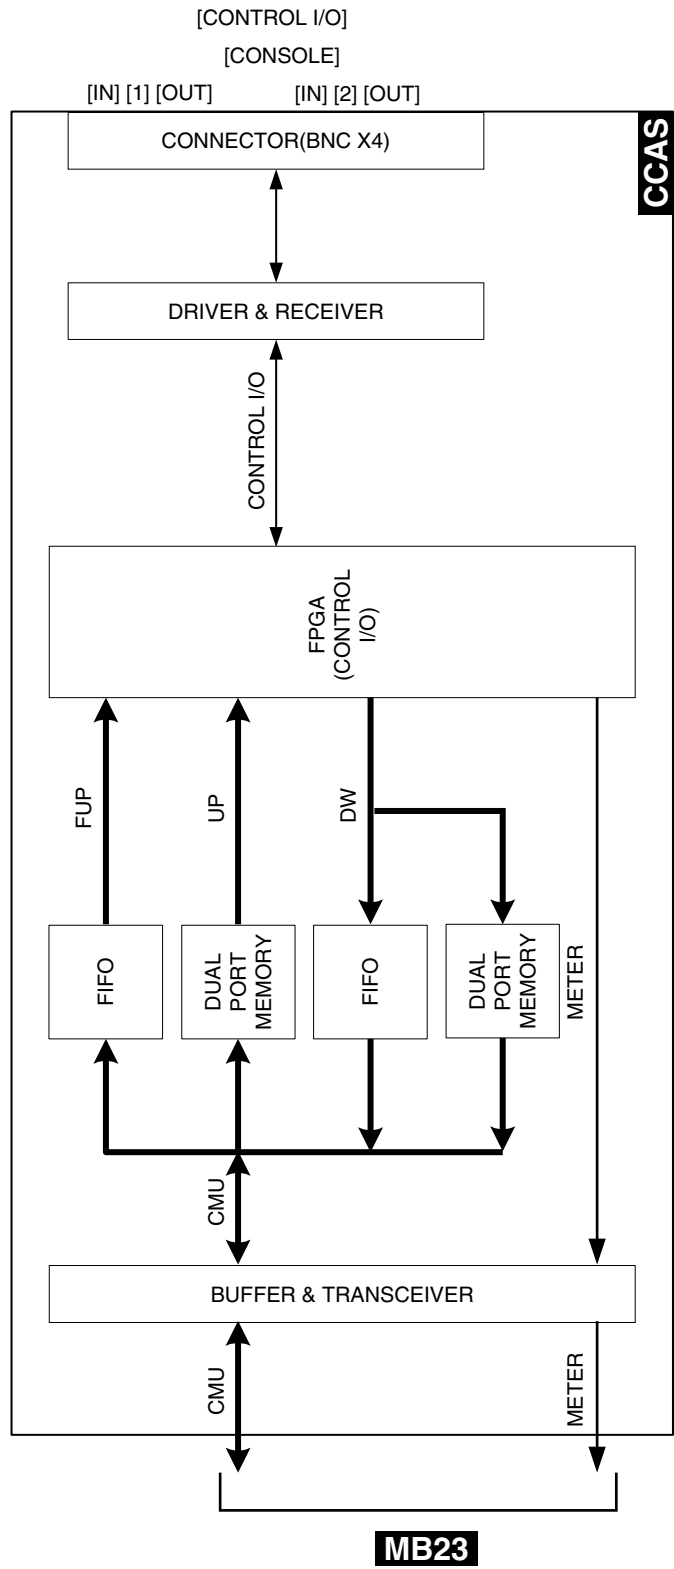 [CONTROL I/O]
[CONSOLE]
[IN] [1] [OUT]
[IN] [2] [OUT]
CONNECTOR(BNC X4)
CCAS
DRIVER & RECEIVER
CONTROL I/O
FPGA
(CONTROL
I/O)
FUP
UP
DW
FIFO
DUAL
PORT
MEMORY
FIFO
DUAL
PORT
MEMORY
METER
CMU
BUFFER & TRANSCEIVER
CMU
METER
MB23